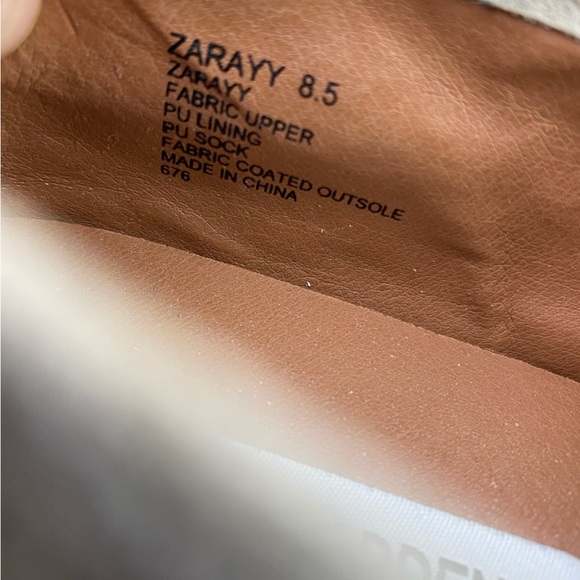 ZARAYY 8.5
ZARAYY
FABRIC UPPER
PU LINING
PU SOCK
FABRIC COATED OUTSOLE
MADE IN CHINA
676